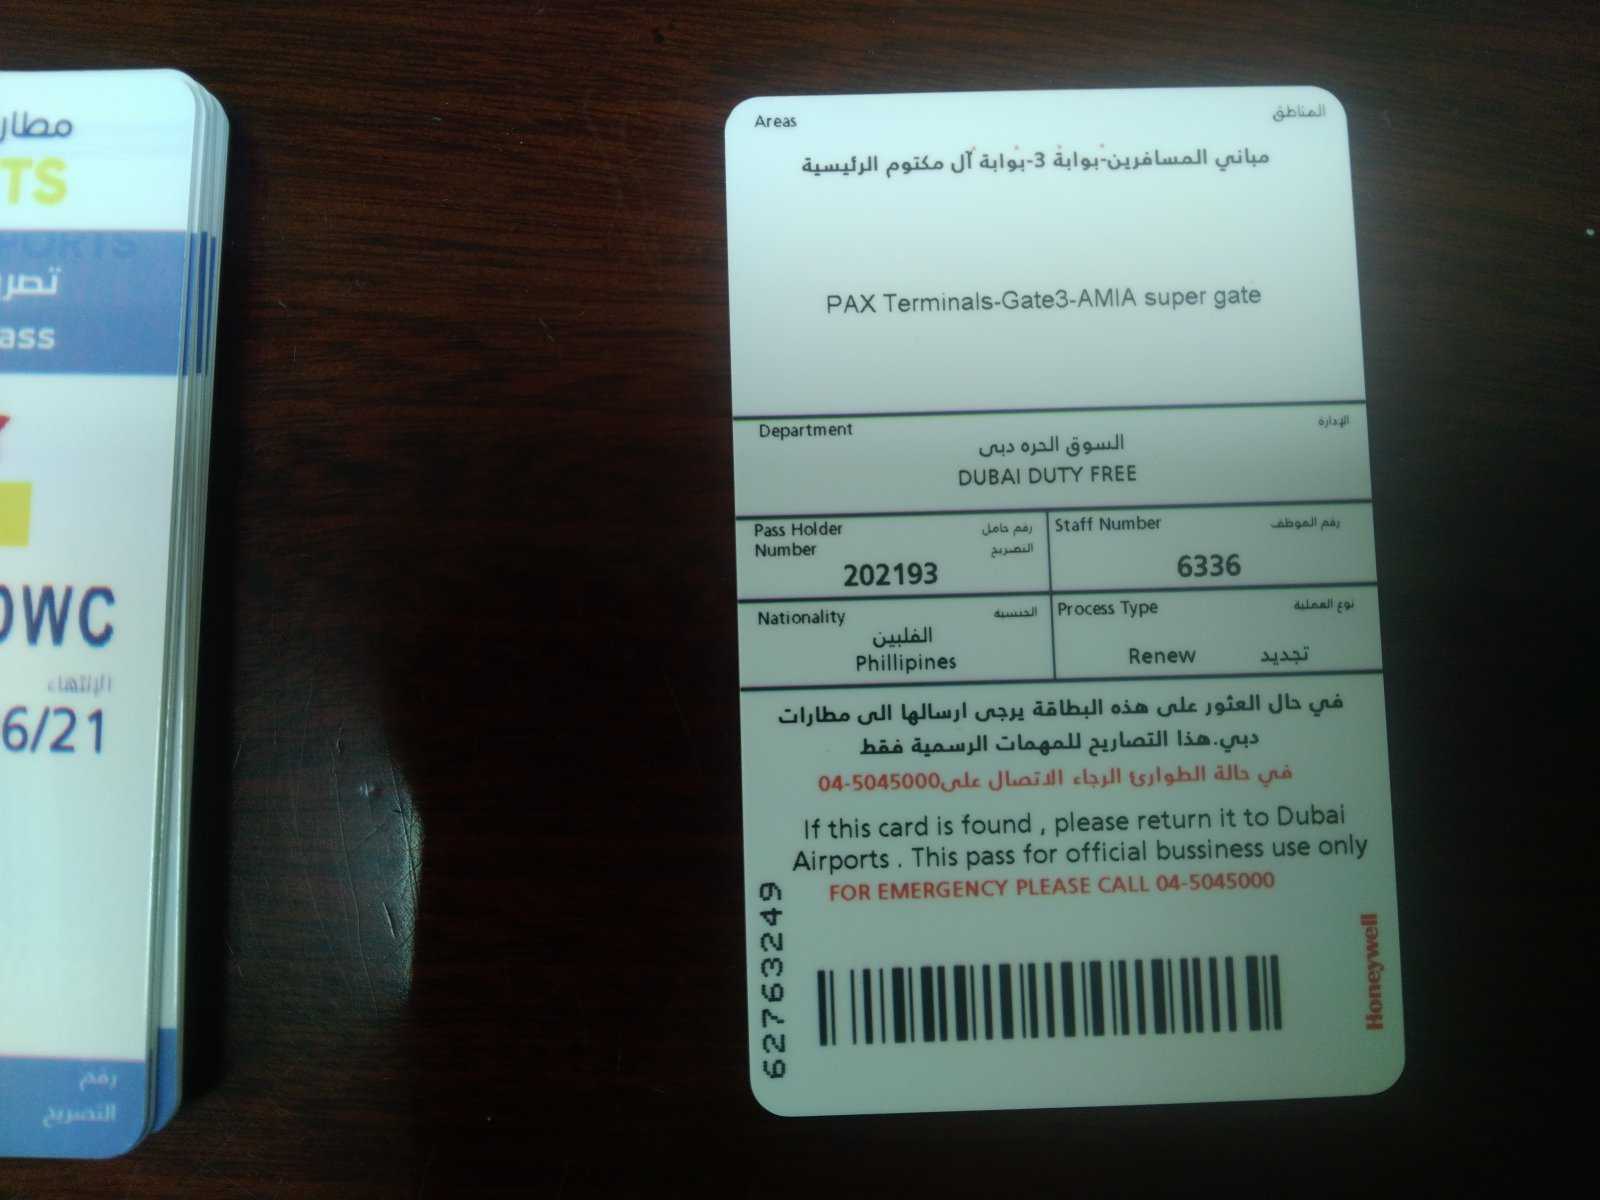 مطار
TS
PORTS
تصر
ass
DWC
الإنتهاء
6/21
رقم
التصريح
Areas
المناطق
مباني المسافرين-بوابة 3-بوابة آل مكتوم الرئيسية
PAX Terminals-Gate3-AMIA super gate
Department
الإدارة
السوق الحره دبى
DUBAI DUTY FREE
Pass Holder
Number
رقم حامل
التصريح
202193
Staff Number
رقم الموظف
6336
Nationality
الجنسية
الفلبين
Phillipines
Process Type
نوع العملية
Renew
تجديد
في حال العثور على هذه البطاقة يرجى ارسالها الى مطارات
دبي.هذا التصاريح للمهمات الرسمية فقط
في حالة الطوارئ الرجاء الاتصال على04-5045000
If this card is found , please return it to Dubai
Airports . This pass for official bussiness use only
FOR EMERGENCY PLEASE CALL 04-5045000
62763249
Honeywell